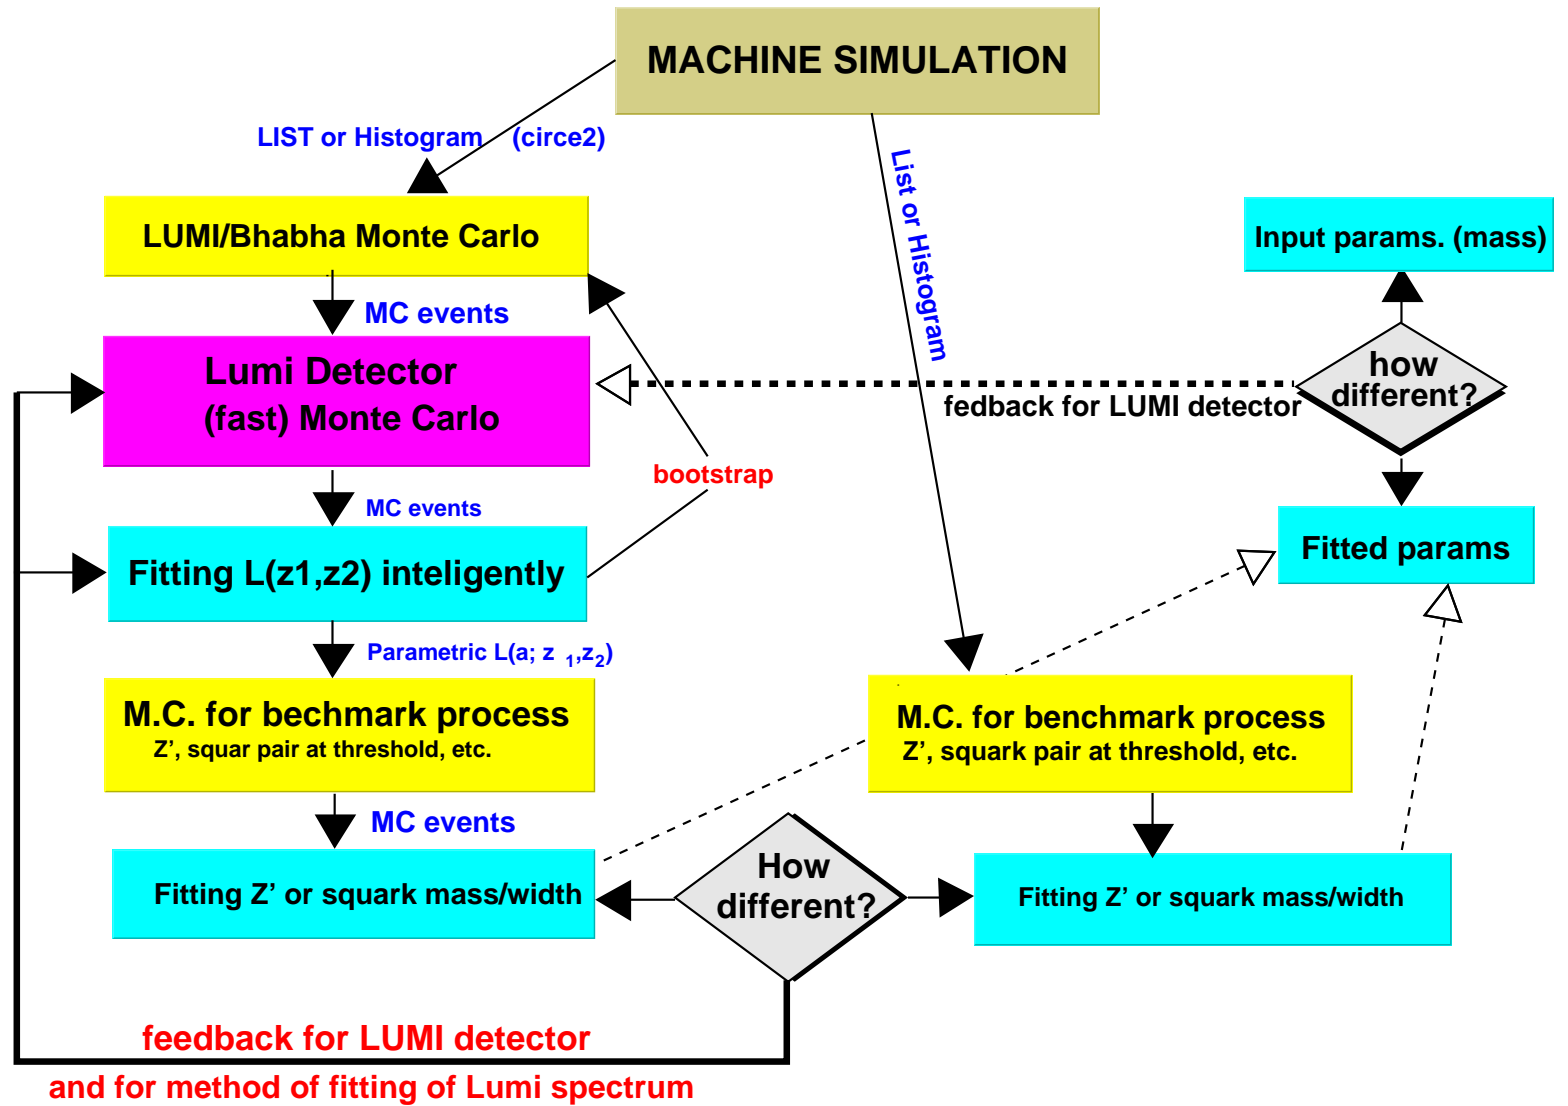 MACHINE SIMULATION
LIST or Histogram (circe2)
List or Histogram
LUMI/Bhabha Monte Carlo
Input params. (mass)
MC events
Lumi Detector
(fast) Monte Carlo
how
different?
fedback for LUMI detector
bootstrap
MC events
Fitting L(z1,z2) inteligently
Fitted params
Parametric L(a; z 1,z2)
M.C. for bechmark process
Z’, squar pair at threshold, etc.
M.C. for benchmark process
Z’, squark pair at threshold, etc.
MC events
Fitting Z’ or squark mass/width
How
different?
Fitting Z’ or squark mass/width
feedback for LUMI detector
and for method of fitting of Lumi spectrum